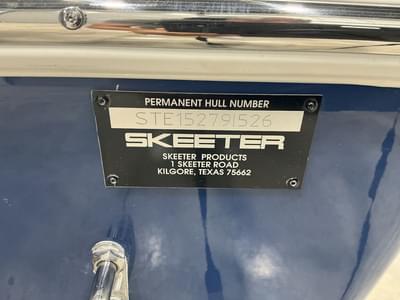 PERMANENT HULL NUMBER
STE15279I526
SKEETER
SKEETER PRODUCTS
1 SKEETER ROAD
KILGORE, TEXAS 75662